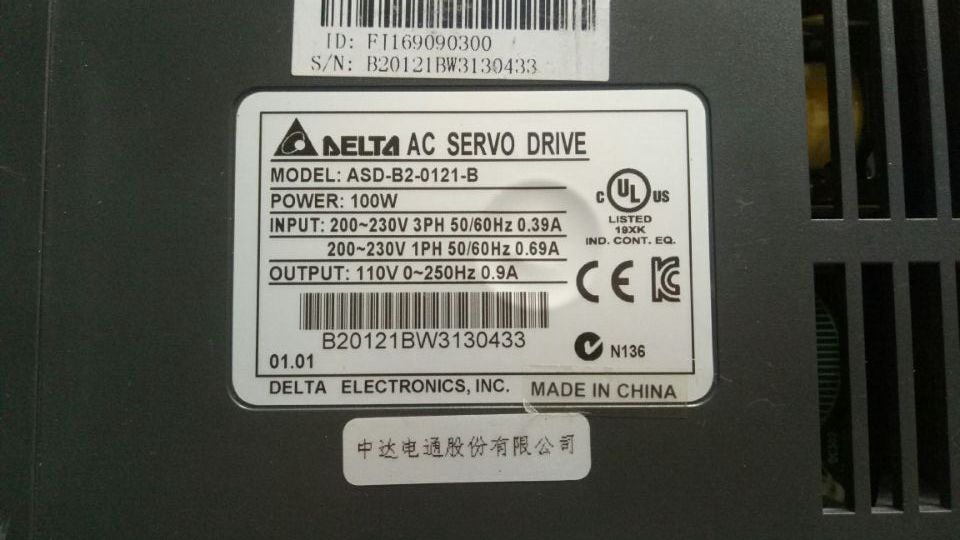 ID: FI169090300
S/N: B20121BW3130433
DELTA AC SERVO DRIVE
MODEL: ASD-B2-0121-B
POWER: 100W
INPUT: 200~230V 3PH 50/60Hz 0.39A
200~230V 1PH 50/60Hz 0.69A
OUTPUT: 110V 0~250Hz 0.9A
C UL US
LISTED
19XK
IND. CONT. EQ.
CE KC
B20121BW3130433
N136
01.01
DELTA ELECTRONICS, INC. MADE IN CHINA
中达电通股份有限公司